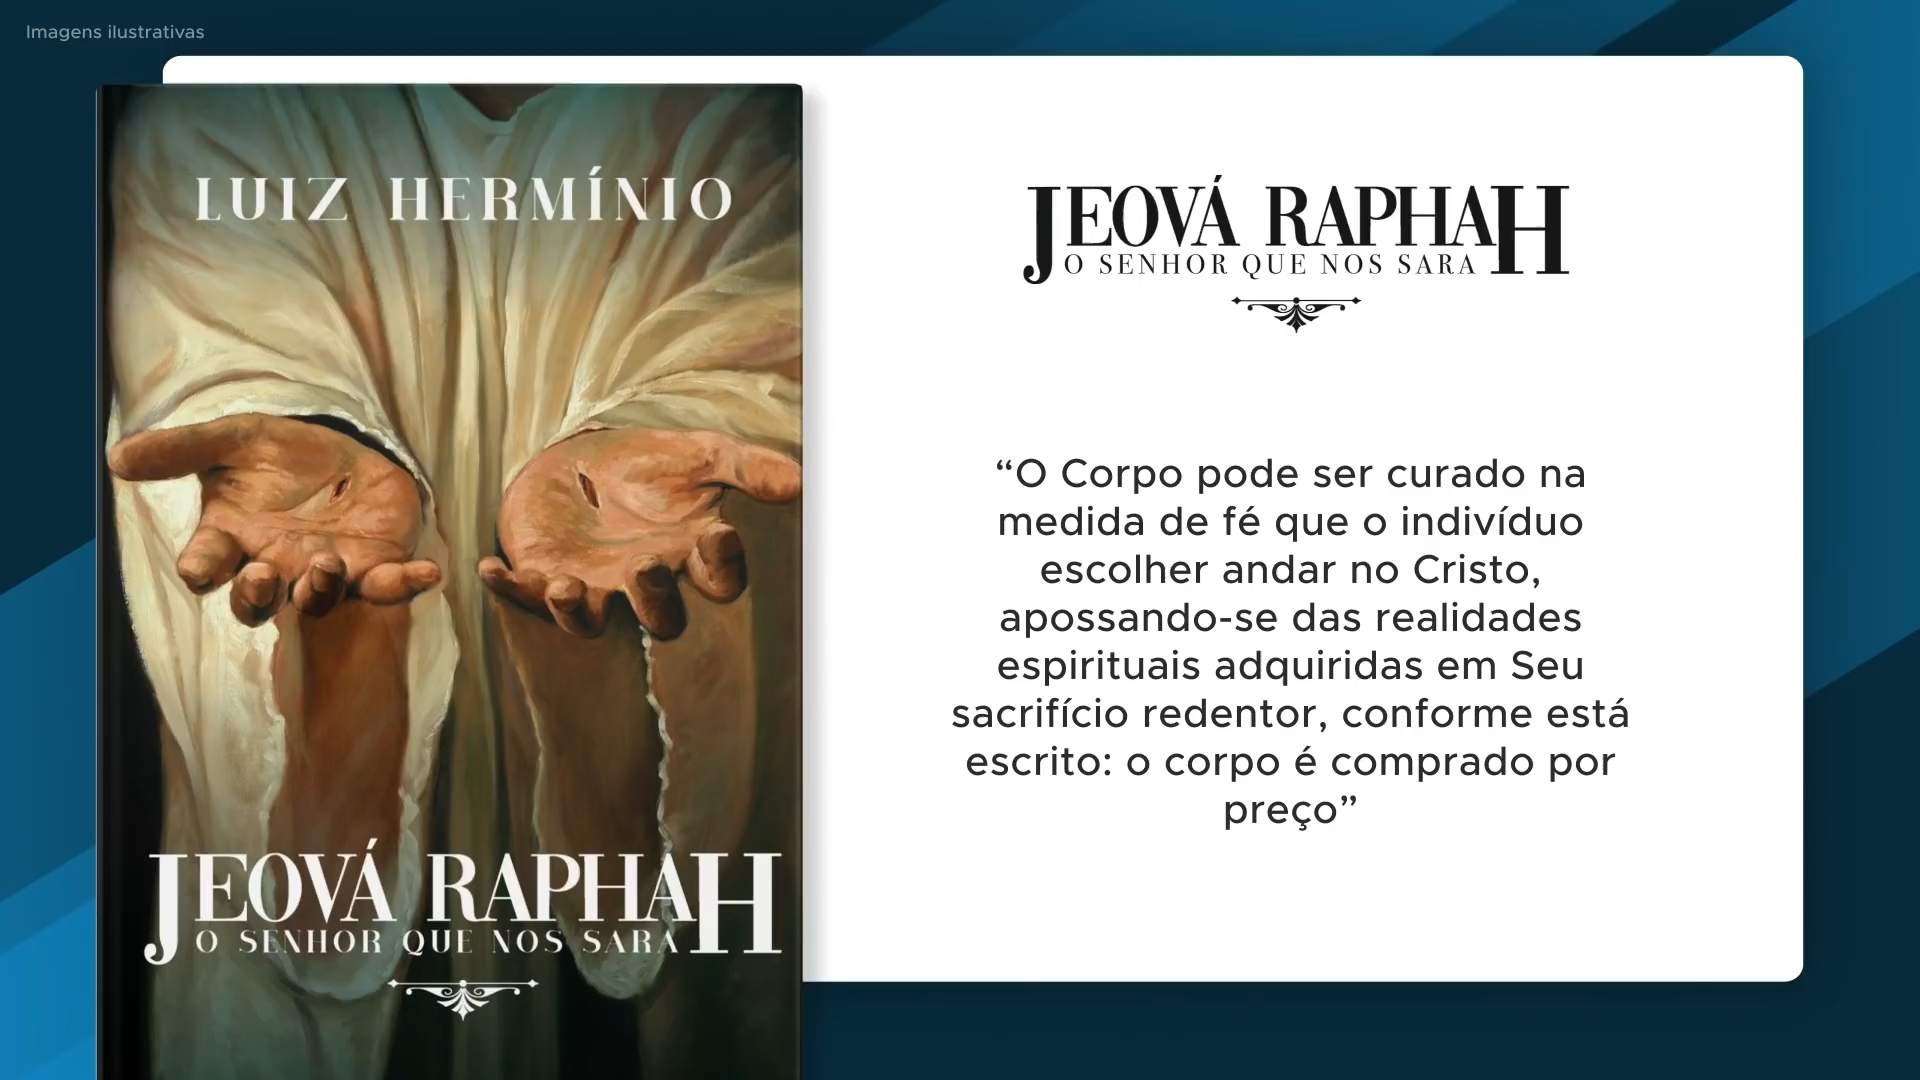 Imagens ilustrativas
LUIZ HERMÍNIO
JEOVÁ RAPHAH
O SENHOR QUE NOS SARA
JEOVÁ RAPHAH
O SENHOR QUE NOS SARA
“O Corpo pode ser curado na
medida de fé que o indivíduo
escolher andar no Cristo,
apossando-se das realidades
espirituais adquiridas em Seu
sacrifício redentor, conforme está
escrito: o corpo é comprado por
preço”